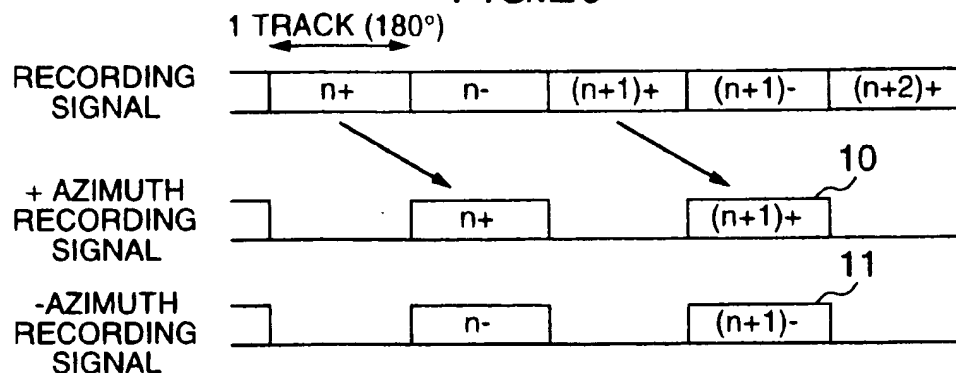 1 TRACK (180°)
RECORDING
SIGNAL
n+ n- (n+1)+ (n+1)- (n+2)+
+ AZIMUTH
RECORDING
SIGNAL
n+ (n+1)+ 10
-AZIMUTH
RECORDING
SIGNAL
n- (n+1)- 11